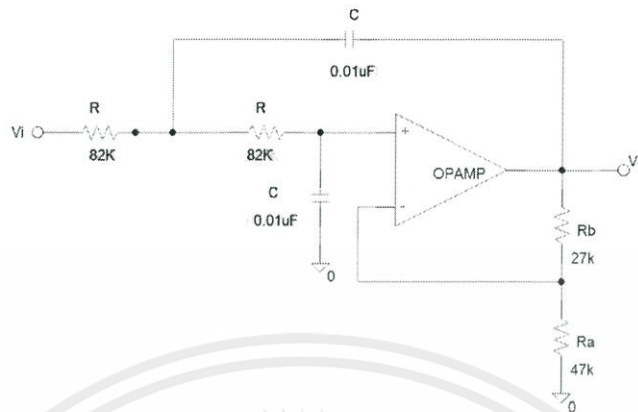 C
0.01uF
R
R
Vi
82K
82K
+
OPAMP
-
V
C
0.01uF
Rb
27k
0
Ra
47k
0